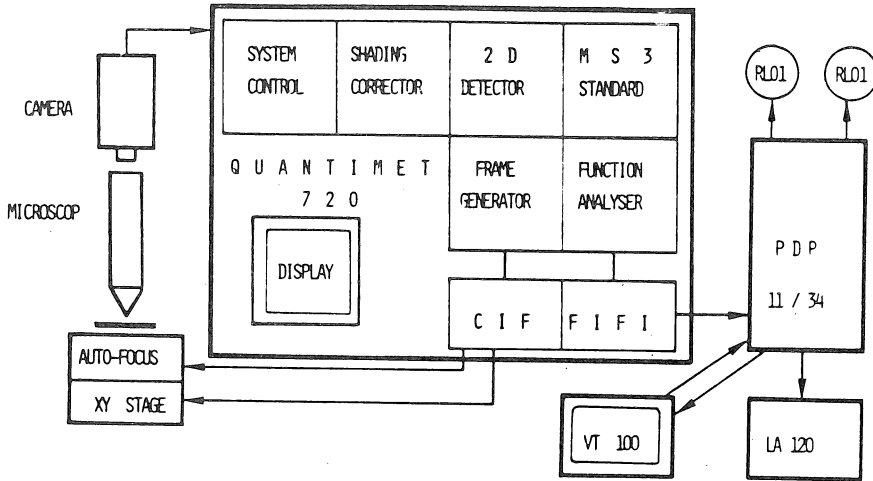 SYSTEM
CONTROL
SHADING
CORRECTOR
2 D
DETECTOR
M S 3
STANDARD
RL01
RL01
CAMERA
Q U A N T I M E T
7 2 0
FRAME
GENERATOR
FUNCTION
ANALYSER
MICROSCOP
DISPLAY
P D P
11 / 34
C I F
F I F I
AUTO-FOCUS
XY STAGE
VT 100
LA 120